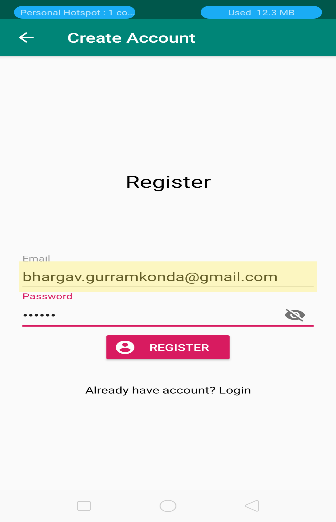 Personal Hotspot : 1 co.. Used 12.3 MB
Create Account
Register
Email
bhargav.gurramkonda@gmail.com
Password
••••••
REGISTER
Already have account? Login